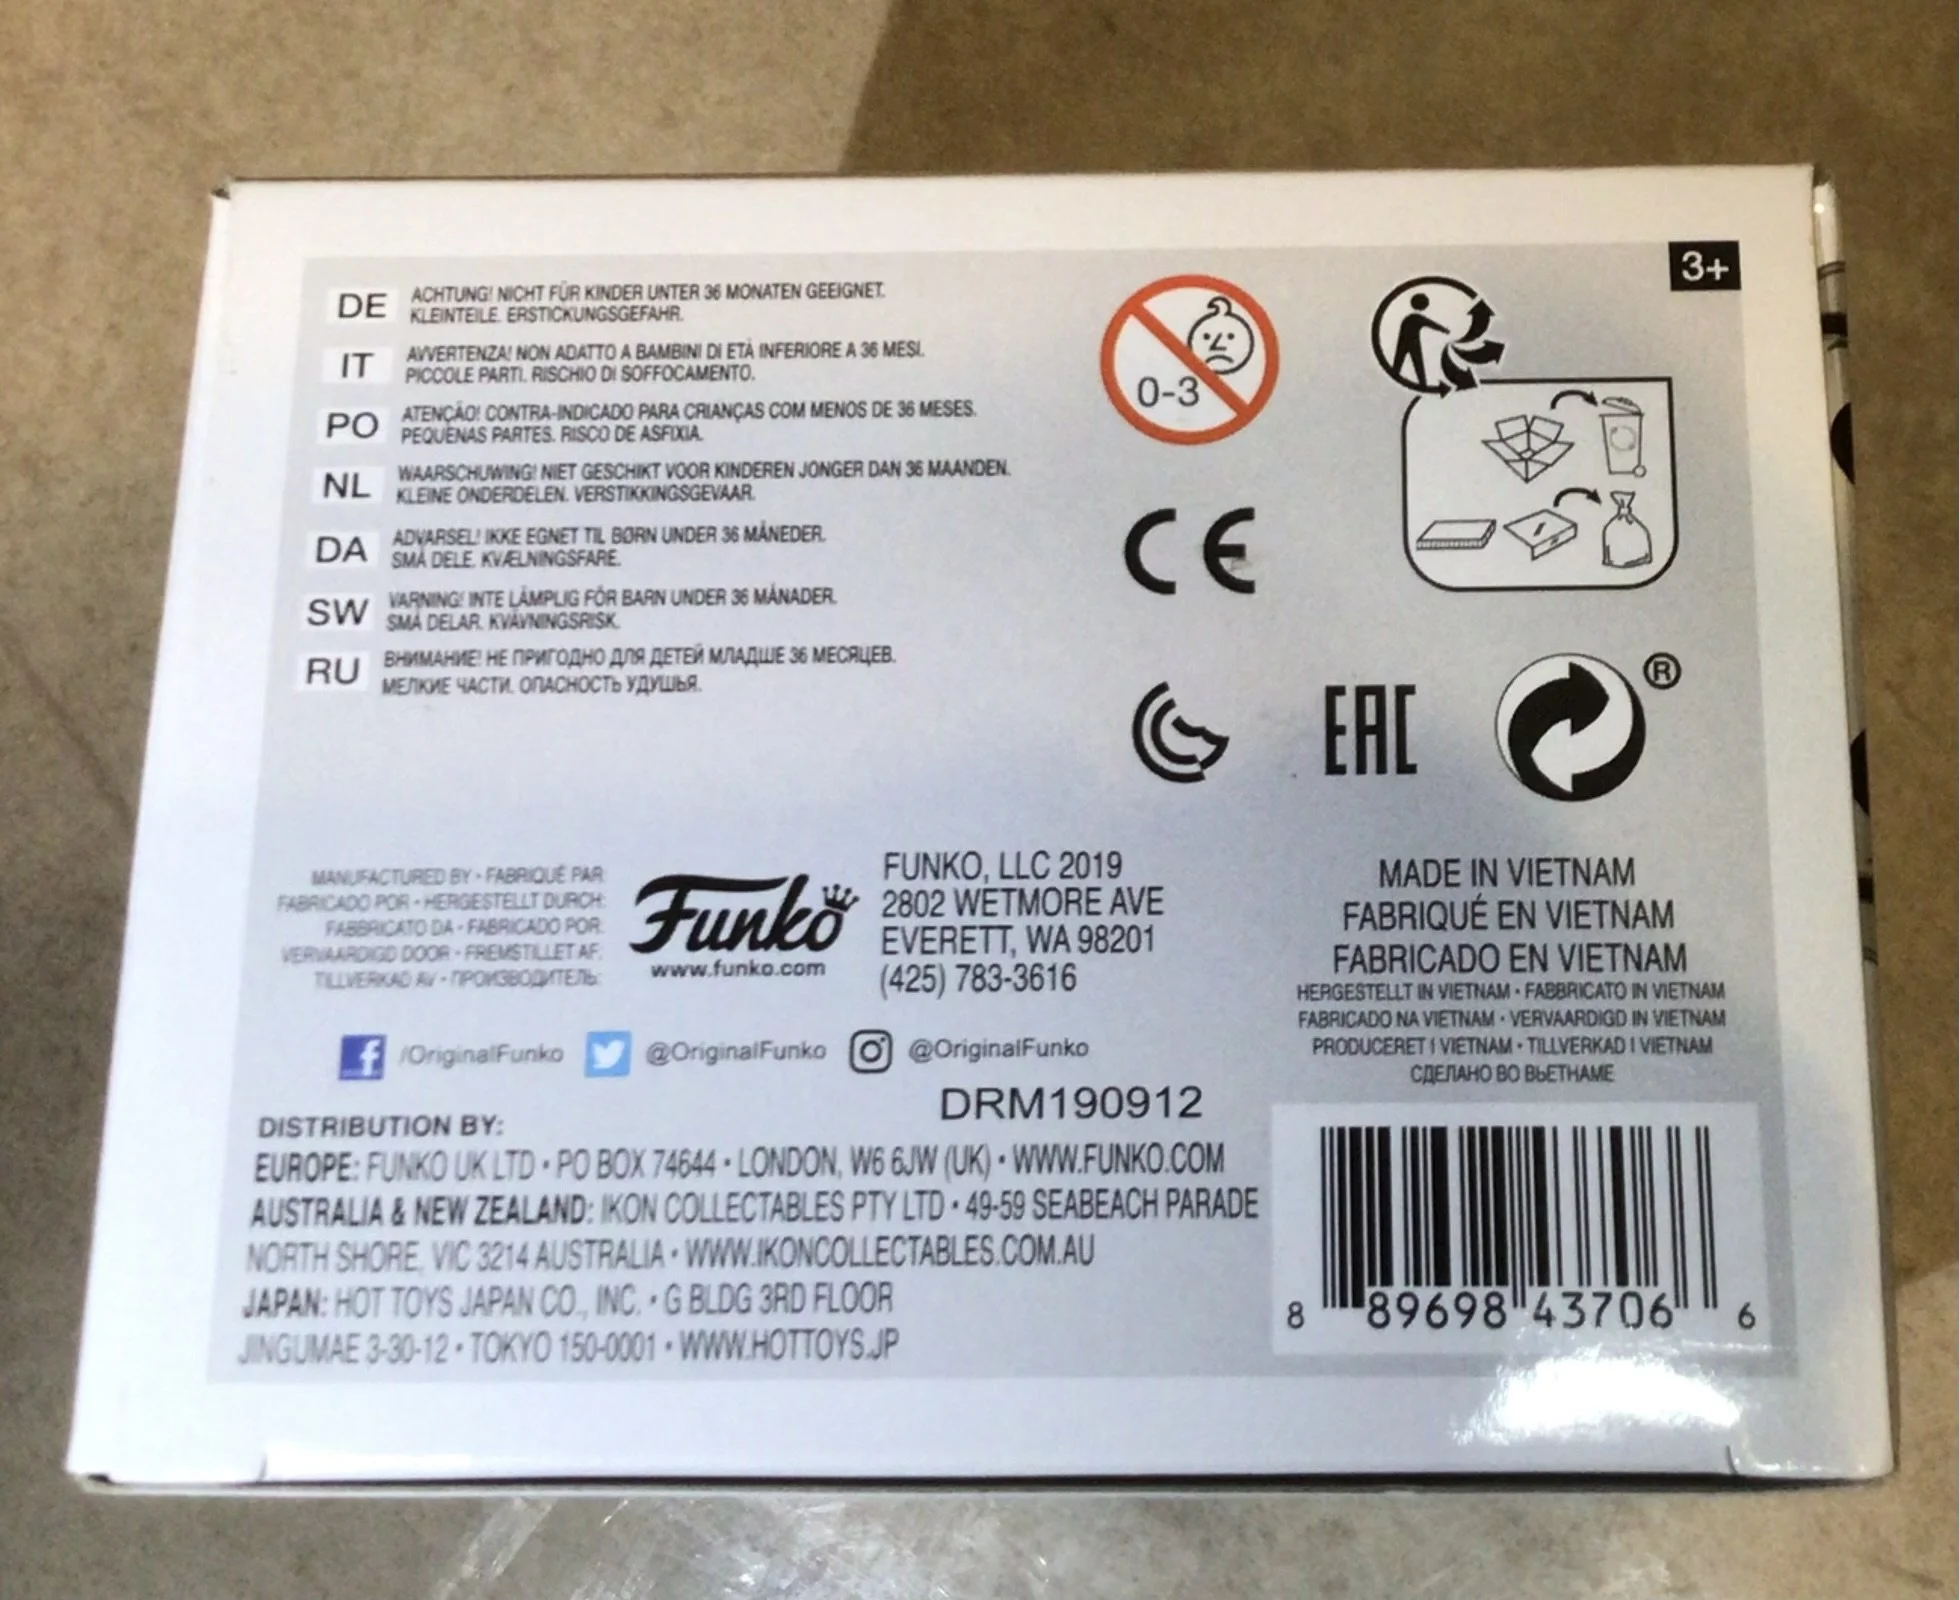 3+
DE ACHTUNG! NICHT FÜR KINDER UNTER 36 MONATEN GEEIGNET.
KLEINTEILE. ERSTICKUNGSGEFAHR.
IT AVVERTENZA! NON ADATTO A BAMBINI DI ETÀ INFERIORE A 36 MESI.
PICCOLE PARTI. RISCHIO DI SOFFOCAMENTO.
PO ATENÇÃO! CONTRA-INDICADO PARA CRIANÇAS COM MENOS DE 36 MESES.
PEQUENAS PARTES. RISCO DE ASFIXIA.
NL WAARSCHUWING! NIET GESCHIKT VOOR KINDEREN JONGER DAN 36 MAANDEN.
KLEINE ONDERDELEN. VERSTIKKINGSGEVAAR.
DA ADVARSEL! IKKE EGNET TIL BØRN UNDER 36 MÅNEDER.
SMÅ DELE. KVÆLNINGSFARE.
SW VARNING! INTE LÄMPLIG FÖR BARN UNDER 36 MÅNADER.
SMÅ DELAR. KVÄVNINGSRISK.
RU ВНИМАНИЕ! НЕ ПРИГОДНО ДЛЯ ДЕТЕЙ МЛАДШЕ 36 МЕСЯЦЕВ.
МЕЛКИЕ ЧАСТИ. ОПАСНОСТЬ УДУШЬЯ.
0-3
CE
EAC
®
MANUFACTURED BY • FABRIQUÉ PAR
FABRICADO POR • HERGESTELLT DURCH:
FABBRICATO DA • FABRICADO POR:
VERVAARDIGD DOOR • FREMSTILLET AF:
TILLVERKAD AV • ПРОИЗВОДИТЕЛЬ:
Funko
www.funko.com
FUNKO, LLC 2019
2802 WETMORE AVE
EVERETT, WA 98201
(425) 783-3616
MADE IN VIETNAM
FABRIQUÉ EN VIETNAM
FABRICADO EN VIETNAM
HERGESTELLT IN VIETNAM • FABBRICATO IN VIETNAM
FABRICADO NA VIETNAM • VERVAARDIGD IN VIETNAM
PRODUCERET I VIETNAM • TILLVERKAD I VIETNAM
СДЕЛАНО ВО ВЬЕТНАМЕ
f /OriginalFunko @OriginalFunko @OriginalFunko
DRM190912
DISTRIBUTION BY:
EUROPE: FUNKO UK LTD • PO BOX 74644 • LONDON, W6 6JW (UK) • WWW.FUNKO.COM
AUSTRALIA & NEW ZEALAND: IKON COLLECTABLES PTY LTD • 49-59 SEABEACH PARADE
NORTH SHORE, VIC 3214 AUSTRALIA • WWW.IKONCOLLECTABLES.COM.AU
JAPAN: HOT TOYS JAPAN CO., INC. • G BLDG 3RD FLOOR
JINGUMAE 3-30-12 • TOKYO 150-0001 • WWW.HOTTOYS.JP
8 89698 43706 6